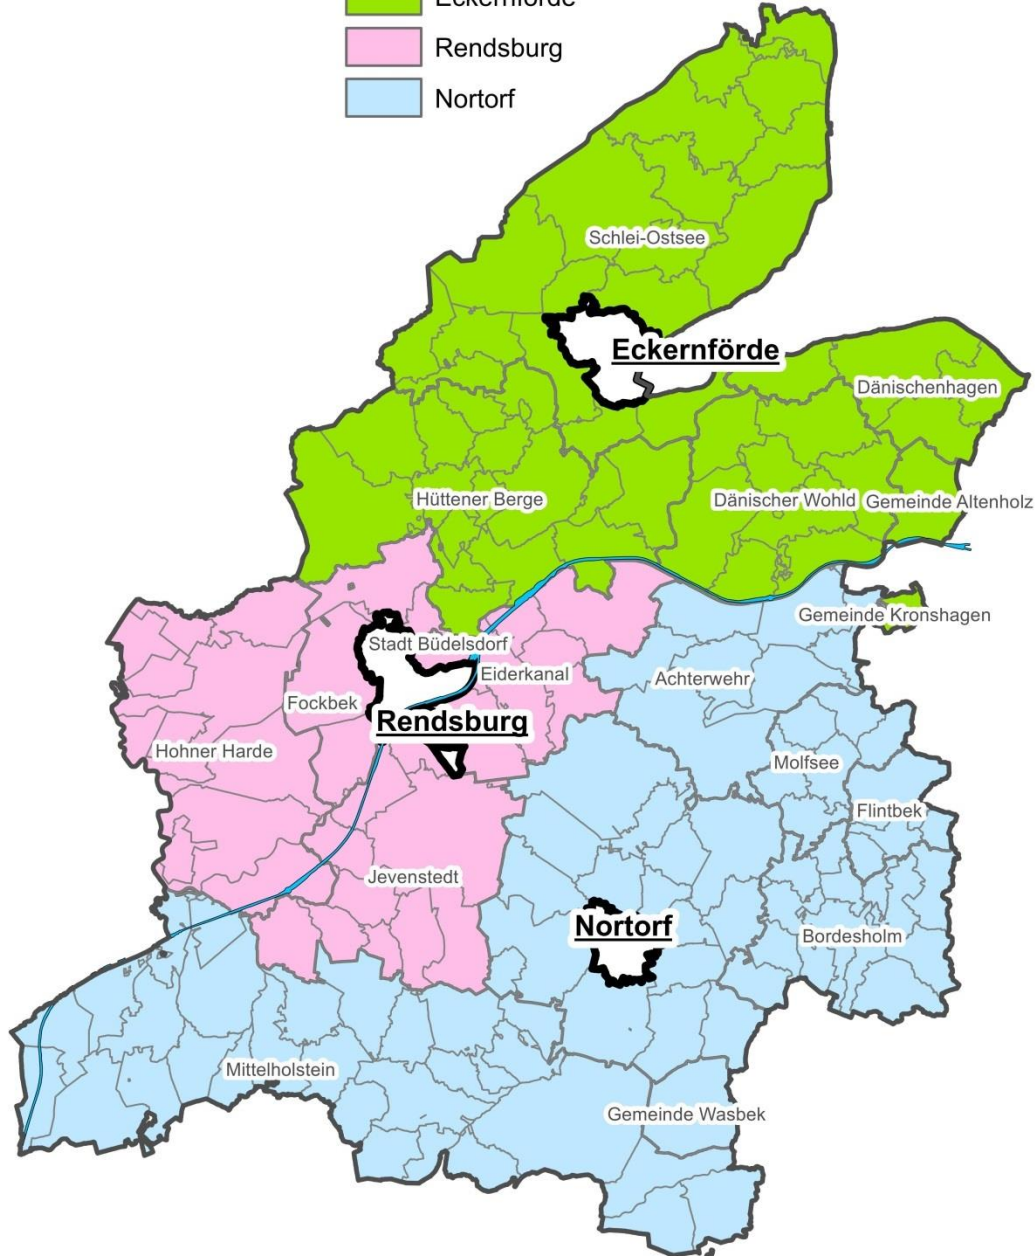 Eckernförde
Rendsburg
Nortorf
Schlei-Ostsee
Eckernförde
Dänischenhagen
Hüttener Berge
Dänischer Wohld
Gemeinde Altenholz
Gemeinde Kronshagen
Stadt Büdelsdorf
Eiderkanal
Achterwehr
Fockbek
Rendsburg
Hohner Harde
Molfsee
Flintbek
Jevenstedt
Nortorf
Bordesholm
Mittelholstein
Gemeinde Wasbek